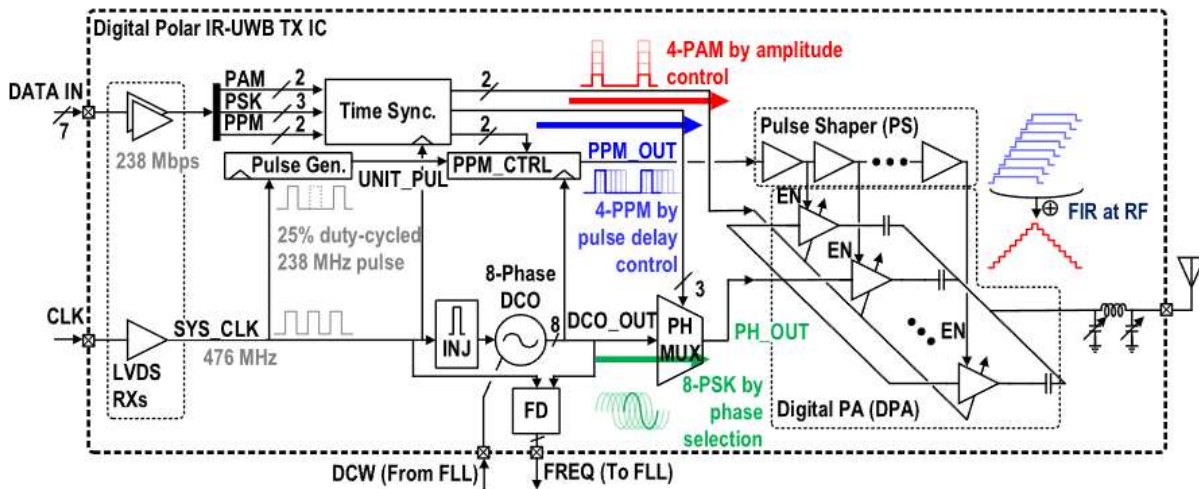 Digital Polar IR-UWB TX IC
DATA IN
7
238 Mbps
PAM
2
PSK
3
PPM
2
Time Sync.
2
2
4-PAM by amplitude
control
Pulse Gen.
UNIT_PUL
PPM_CTRL
PPM_OUT
4-PPM by
pulse delay
control
25% duty-cycled
238 MHz pulse
Pulse Shaper (PS)
EN
EN
EN
FIR at RF
CLK
LVDS
RXs
SYS_CLK
476 MHz
INJ
8-Phase
DCO
8
DCO_OUT
3
PH
MUX
PH_OUT
8-PSK by
phase
selection
FD
Digital PA (DPA)
DCW (From FLL)
FREQ (To FLL)